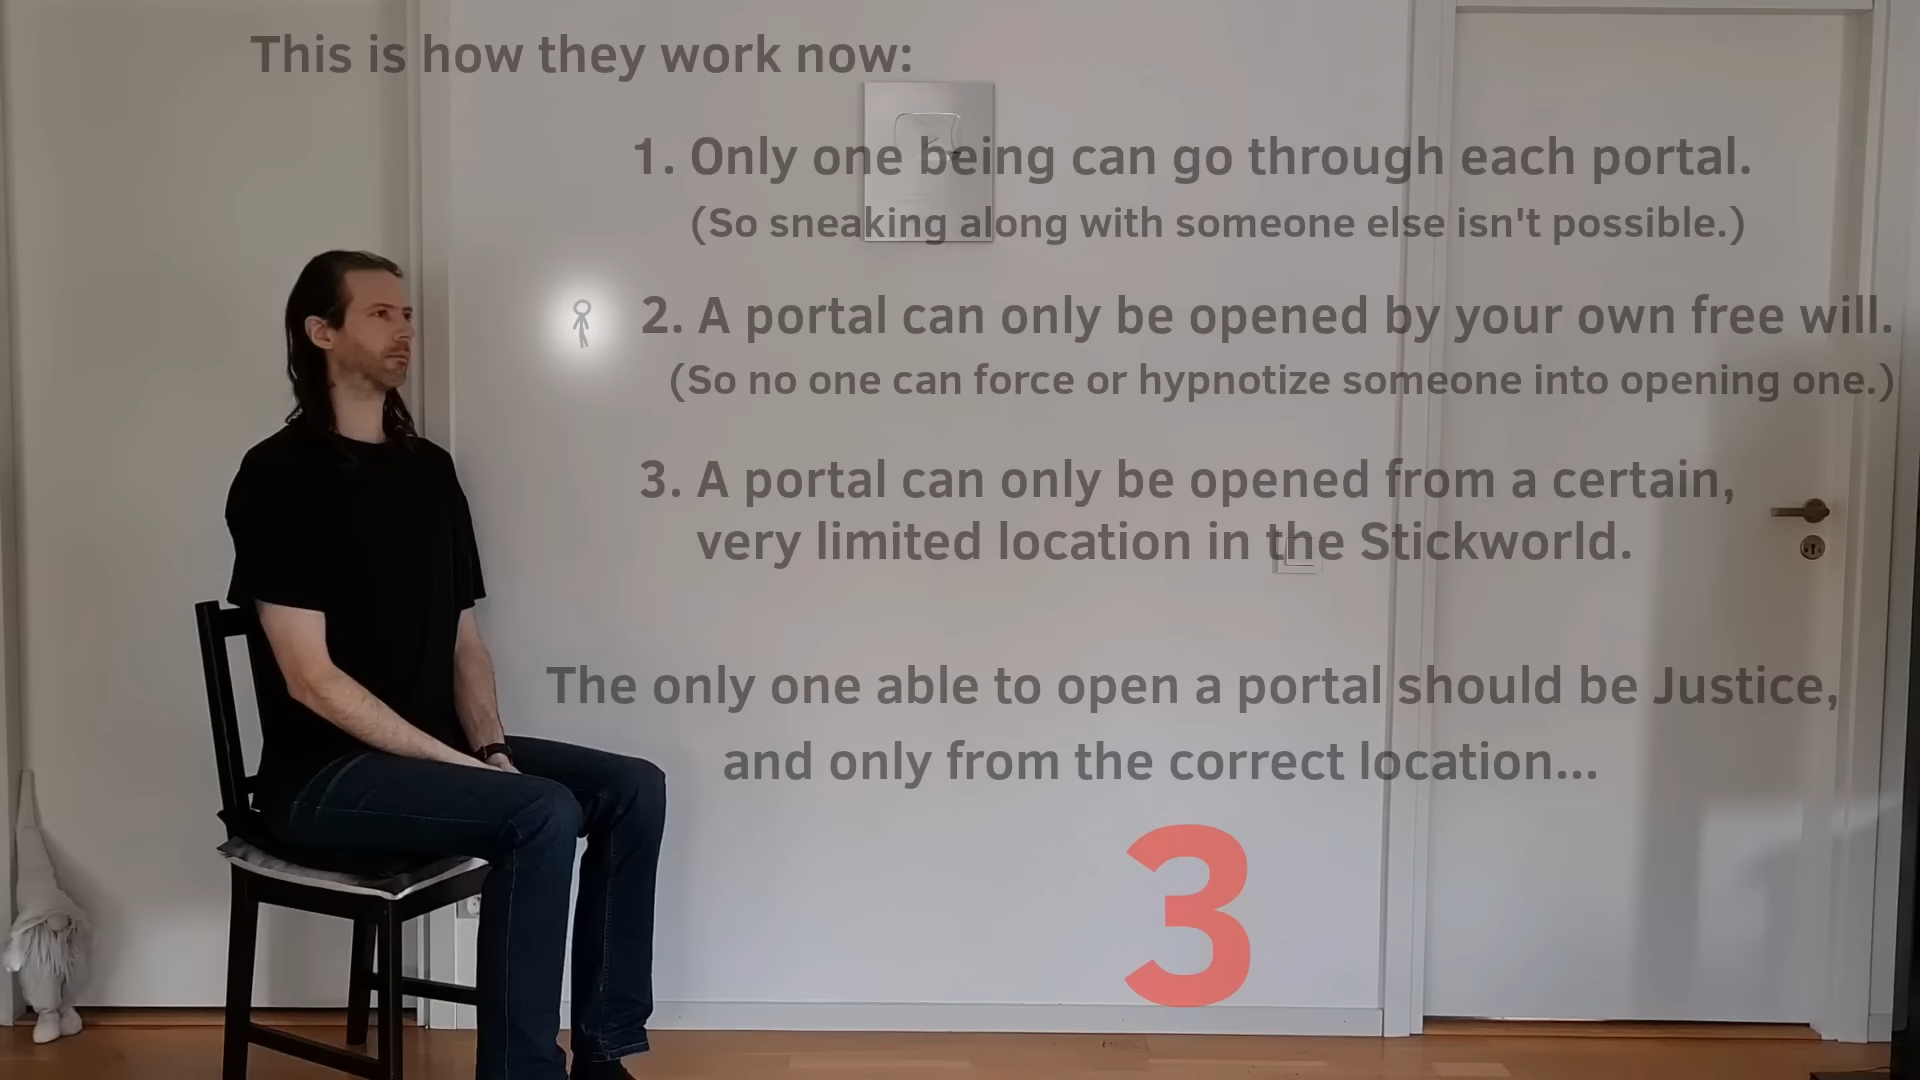 This is how they work now:
1. Only one being can go through each portal.
(So sneaking along with someone else isn't possible.)
2. A portal can only be opened by your own free will.
(So no one can force or hypnotize someone into opening one.)
3. A portal can only be opened from a certain,
very limited location in the Stickworld.
The only one able to open a portal should be Justice,
and only from the correct location...
3